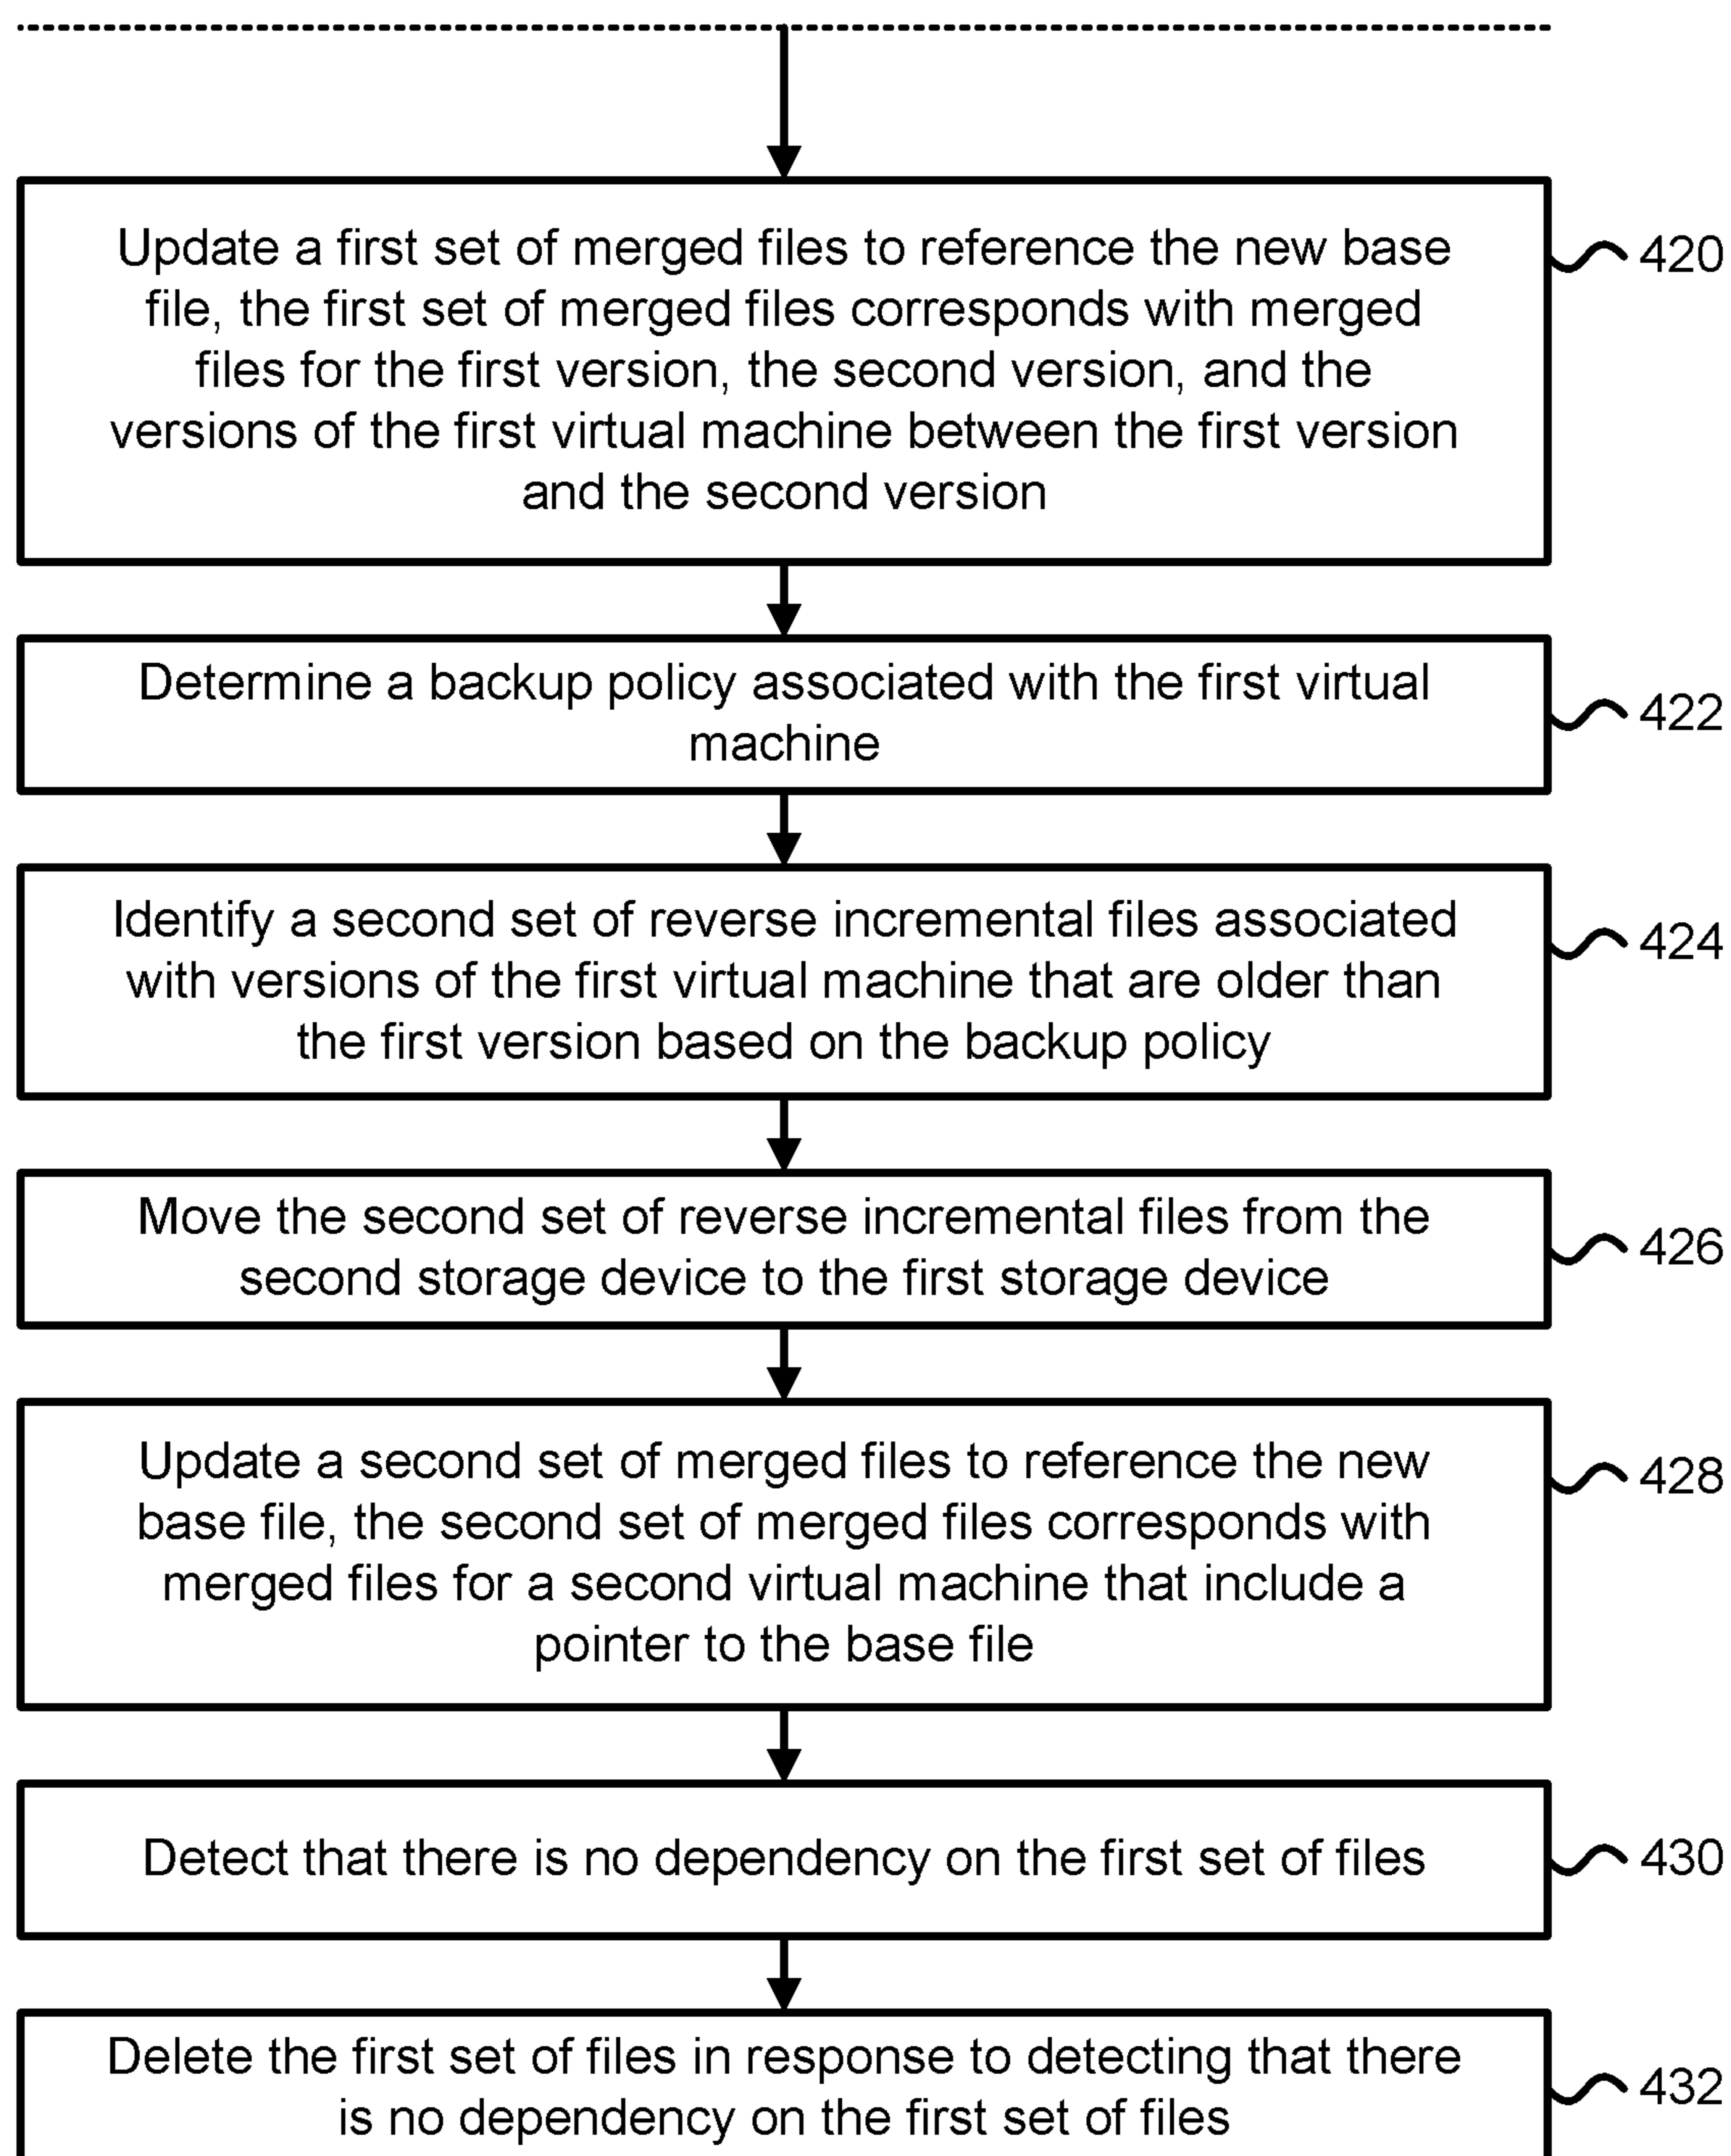 Update a first set of merged files to reference the new base
file, the first set of merged files corresponds with merged
files for the first version, the second version, and the
versions of the first virtual machine between the first version
and the second version
420
Determine a backup policy associated with the first virtual
machine
422
Identify a second set of reverse incremental files associated
with versions of the first virtual machine that are older than
the first version based on the backup policy
424
Move the second set of reverse incremental files from the
second storage device to the first storage device
426
Update a second set of merged files to reference the new
base file, the second set of merged files corresponds with
merged files for a second virtual machine that include a
pointer to the base file
428
Detect that there is no dependency on the first set of files
430
Delete the first set of files in response to detecting that there
is no dependency on the first set of files
432